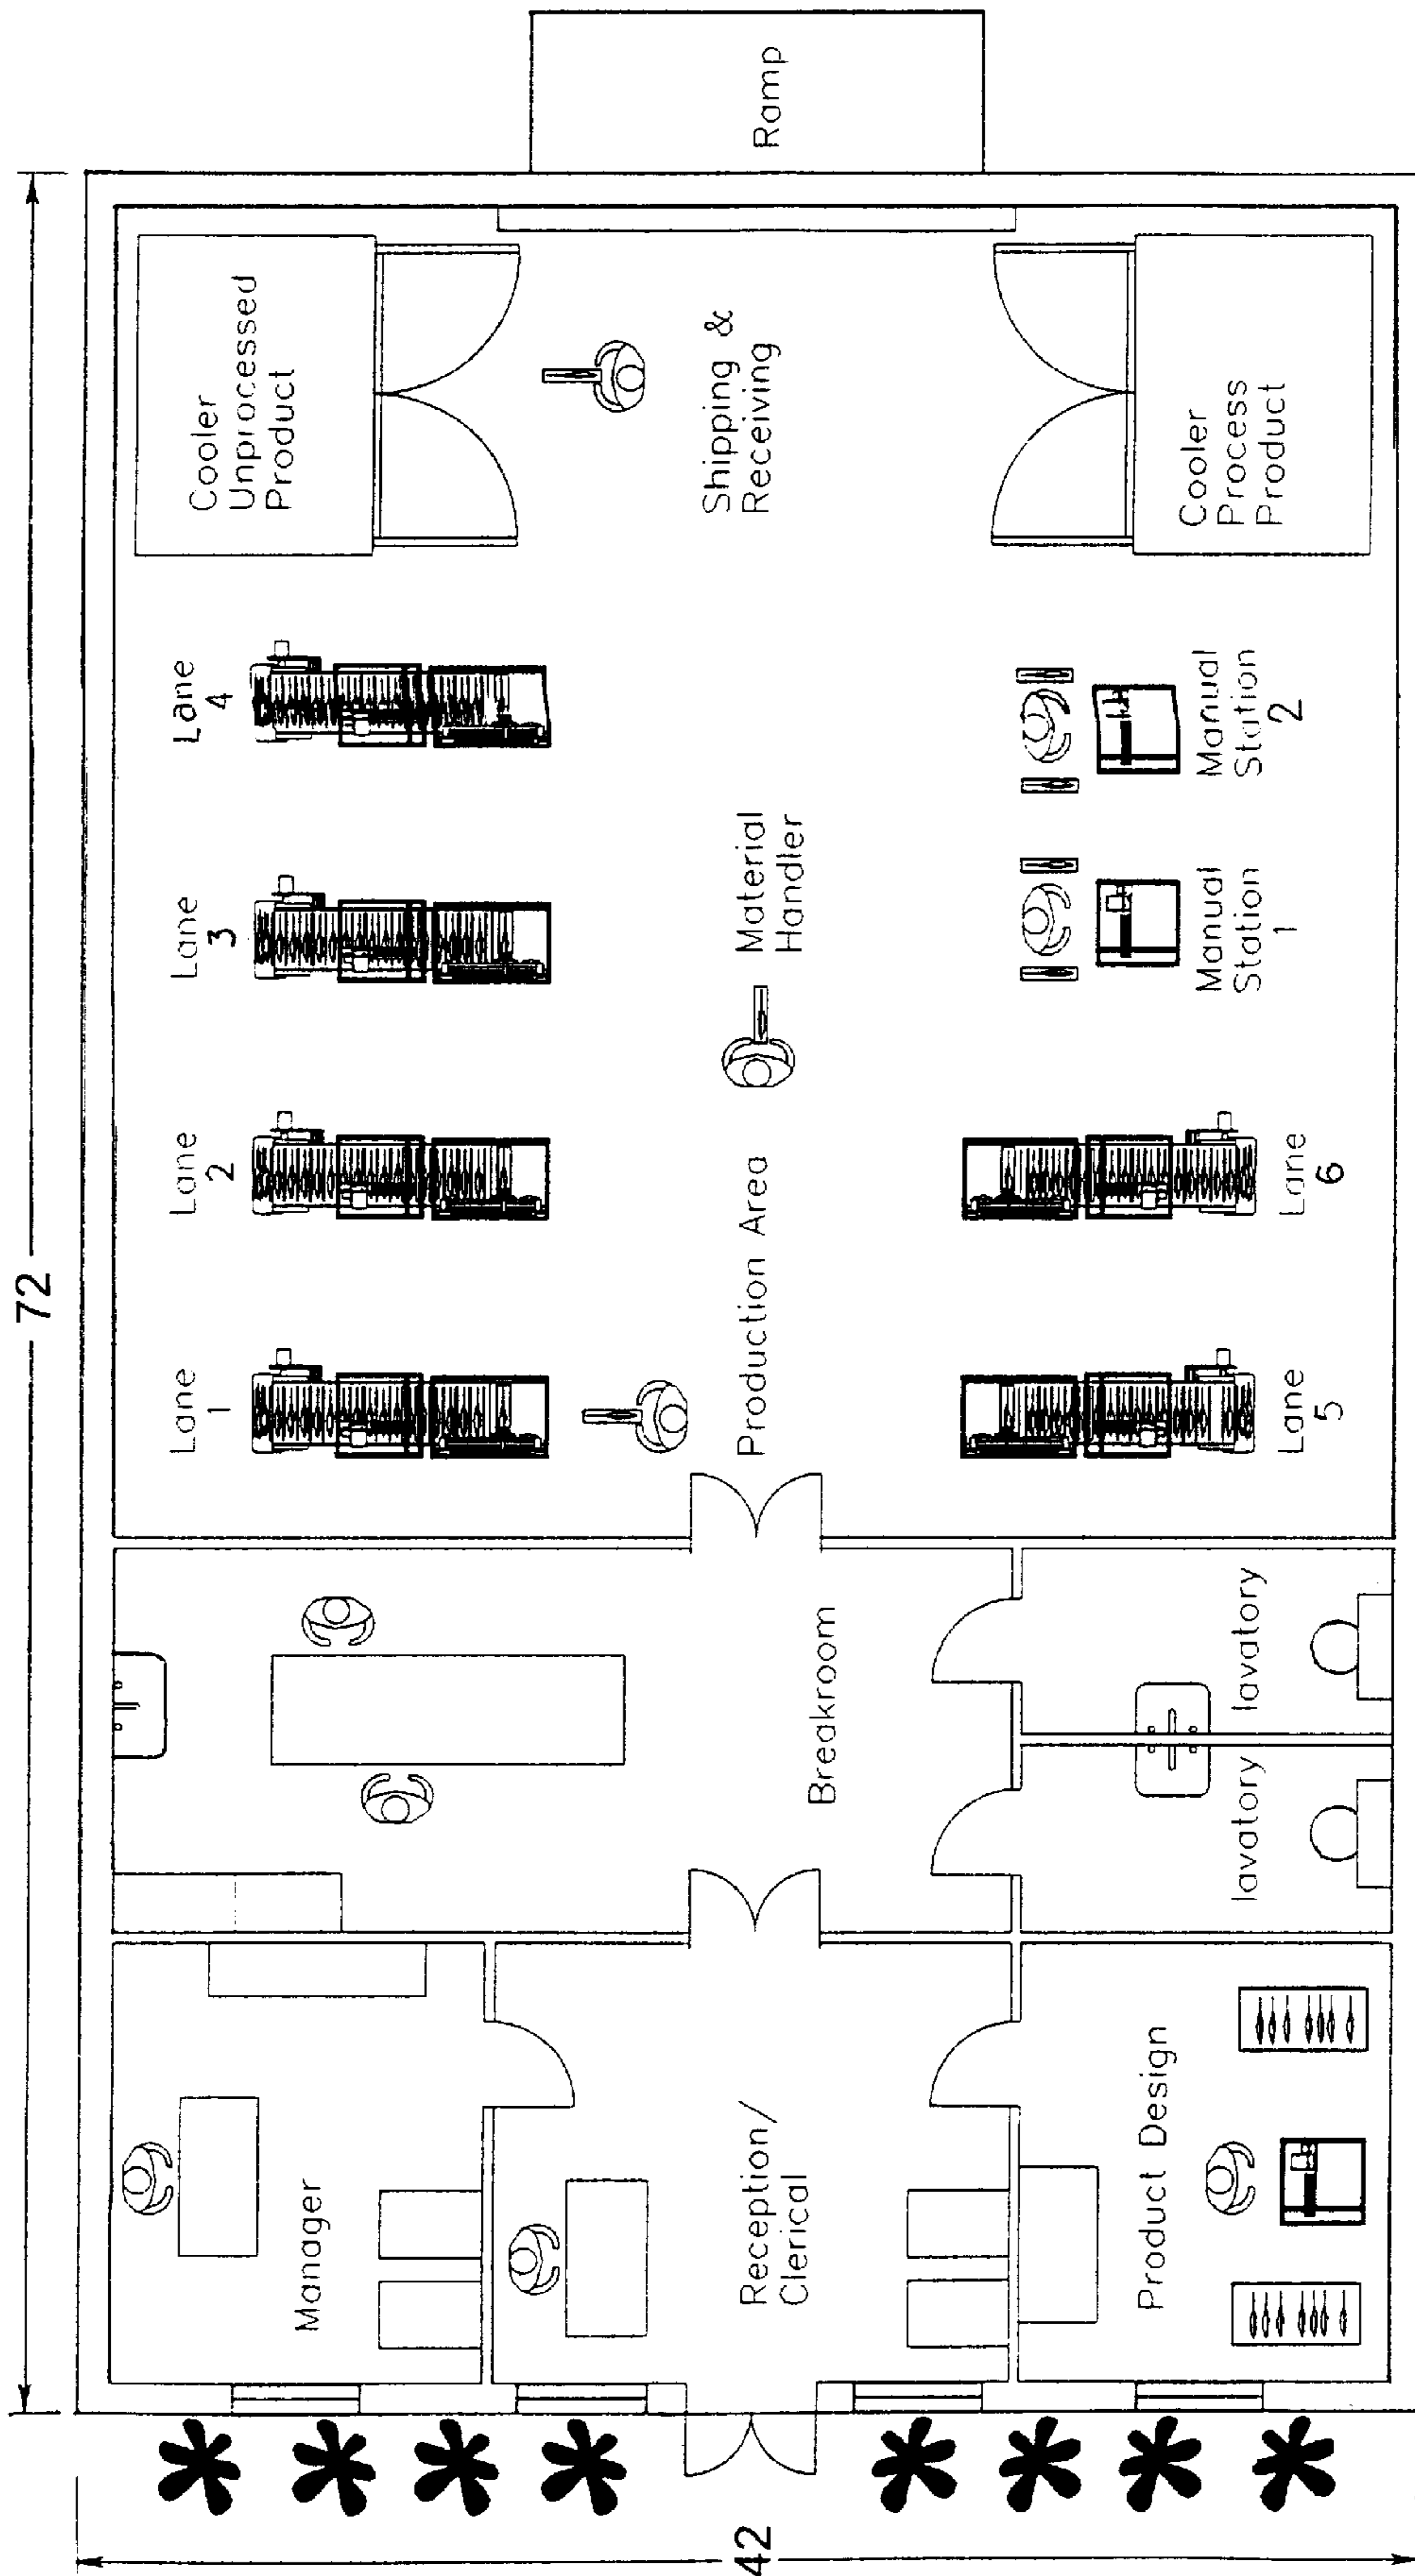 72
42
Ramp
Cooler
Unprocessed
Product
Shipping &
Receiving
Cooler
Process
Product
Lane
4
Lane
3
Lane
2
Lane
1
Material
Handler
Manual
Station
2
Manual
Station
1
Production Area
Lane
6
Lane
5
Breakroom
lavatory
lavatory
Manager
Reception/
Clerical
Product Design